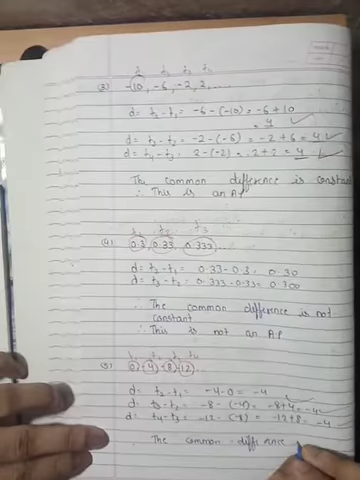 t₁ t₂ t₃ t₄
(3) -10, -6, -2, 2, .....
d = t₂ - t₁ = -6 - (-10) = -6 + 10
= 4
d = t₃ - t₂ = -2 - (-6) = -2 + 6 = 4
d = t₄ - t₃ = 2 - (-2) = 2 + 2 = 4
The common difference is constant
∴ This is an AP
t₁ t₂ t₃
(4) 0.3, 0.33, 0.333
d = t₂ - t₁ = 0.33 - 0.3 = 0.30
d = t₃ - t₂ = 0.333 - 0.33 = 0.300
∴ The common difference is not
constant
∴ This is not an AP
t₁ t₂ t₃ t₄
(5) 0, -4, -8, -12,
d = t₂ - t₁ = -4 - 0 = -4
d = t₃ - t₂ = -8 - (-4) = -8 + 4 = -4
d = t₄ - t₃ = -12 - (-8) = -12 + 8 = -4
The common difference